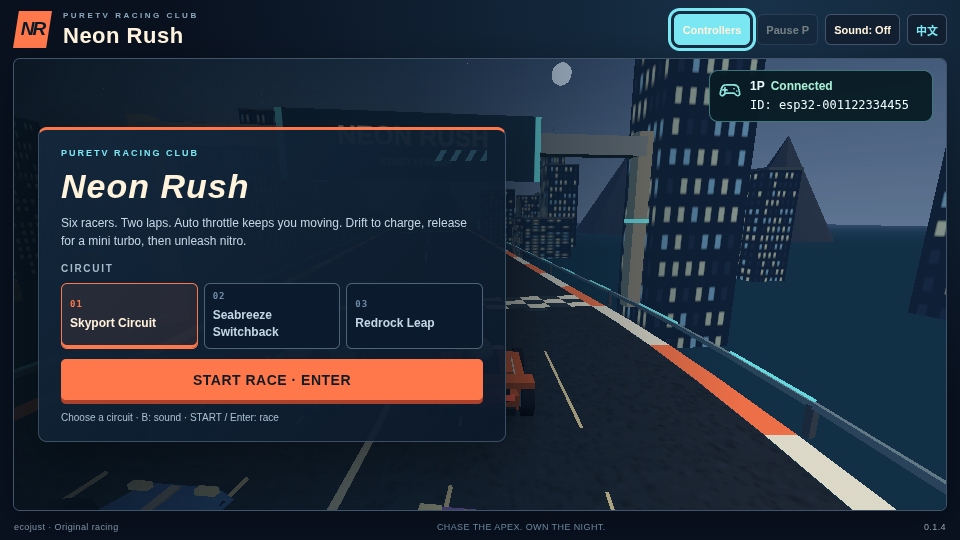 NR
PURETV RACING CLUB
Neon Rush
Controllers
Pause P
Sound: Off
中文
1P Connected
ID: esp32-001122334455
NEON RUSH
PURETV RACING CLUB
Neon Rush
Six racers. Two laps. Auto throttle keeps you moving. Drift to charge, release
for a mini turbo, then unleash nitro.
CIRCUIT
01
Skyport Circuit
02
Seabreeze
Switchback
03
Redrock Leap
START RACE · ENTER
Choose a circuit · B: sound · START / Enter: race
ecojust · Original racing
CHASE THE APEX. OWN THE NIGHT.
0.1.4